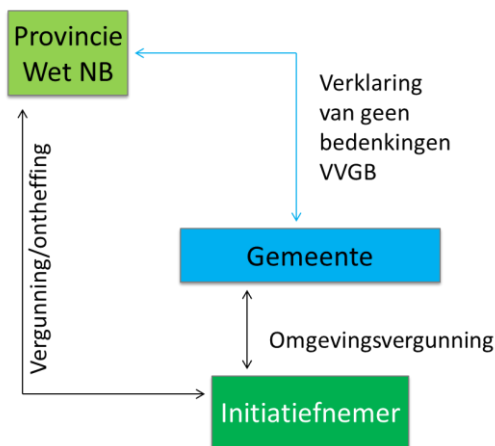 Provincie
Wet NB
Verklaring
van geen
bedenkingen
VVGB
Vergunning/ontheffing
Gemeente
Omgevingsvergunning
Initiatiefnemer